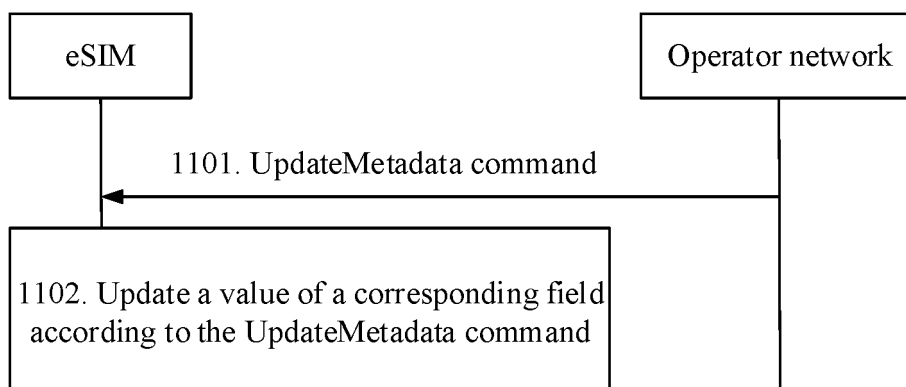 eSIM
Operator network
1101. UpdateMetadata command
1102. Update a value of a corresponding field
according to the UpdateMetadata command